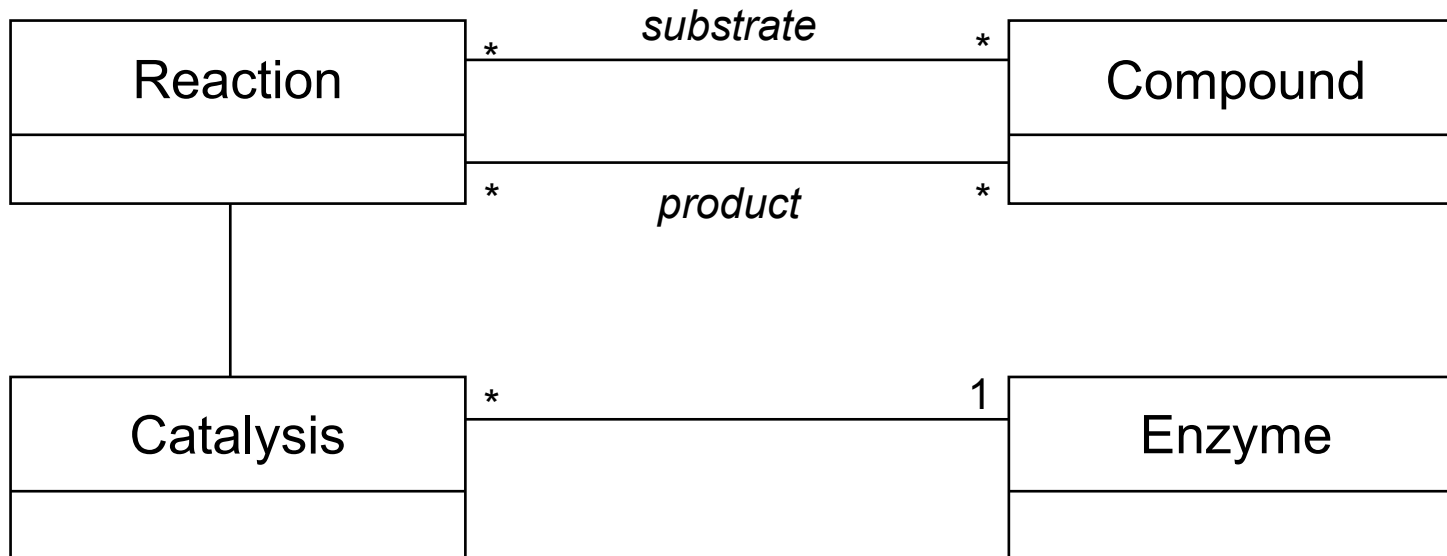 substrate
* *
Reaction Compound
* *
product
* 1
Catalysis Enzyme